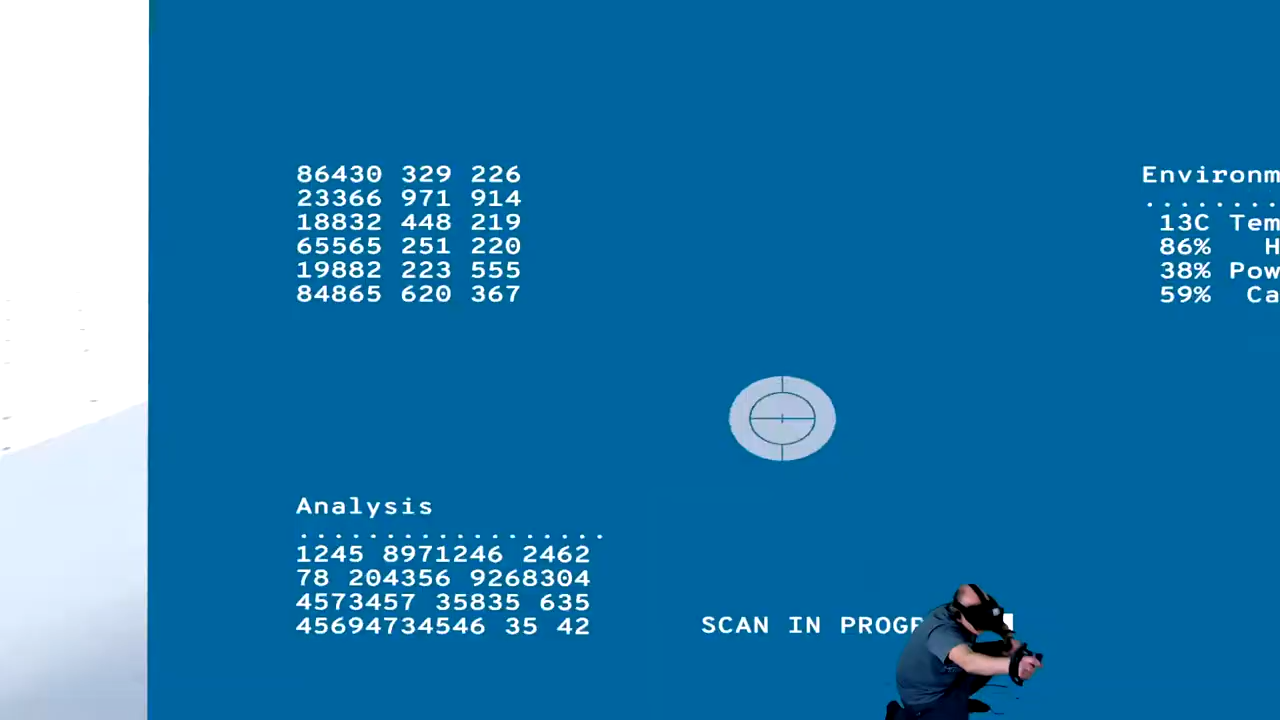 86430 329 226
23366 971 914
18832 448 219
65565 251 220
19882 223 555
84865 620 367
Environm
........
13C Tem
86% H
38% Pow
59% Ca
Analysis
..................
1245 8971246 2462
78 204356 9268304
4573457 35835 635
45694734546 35 42
SCAN IN PROGR